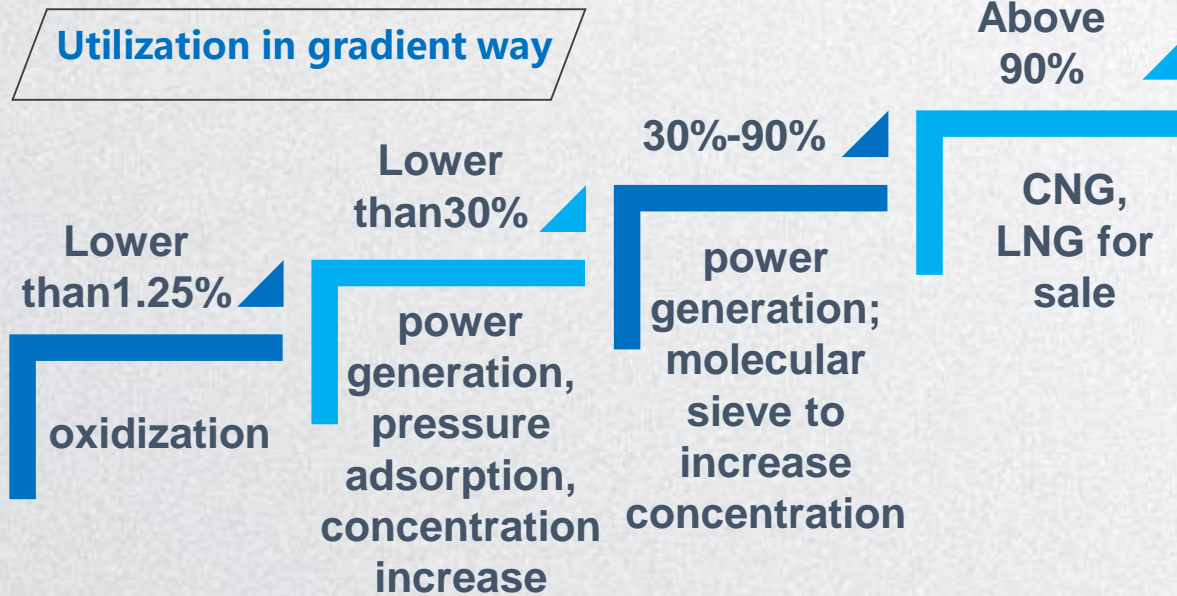 Utilization in gradient way
Lower
than1.25%
oxidization
Lower
than30%
power
generation,
pressure
adsorption,
concentration
increase
30%-90%
power
generation;
molecular
sieve to
increase
concentration
Above
90%
CNG,
LNG for
sale